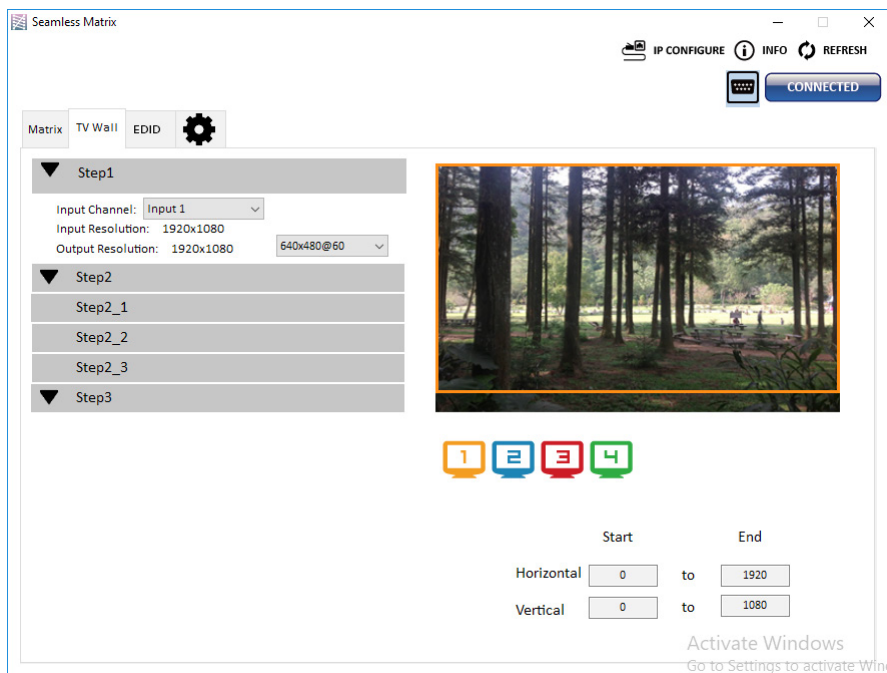 Seamless Matrix
IP CONFIGURE INFO REFRESH
CONNECTED
Matrix TV Wall EDID
Step1
Input Channel: Input 1
Input Resolution: 1920x1080
Output Resolution: 1920x1080 640x480@60
Step2
Step2_1
Step2_2
Step2_3
Step3
1 2 3 4
Start End
Horizontal 0 to 1920
Vertical 0 to 1080
Activate Windows
Go to Settings to activate Win